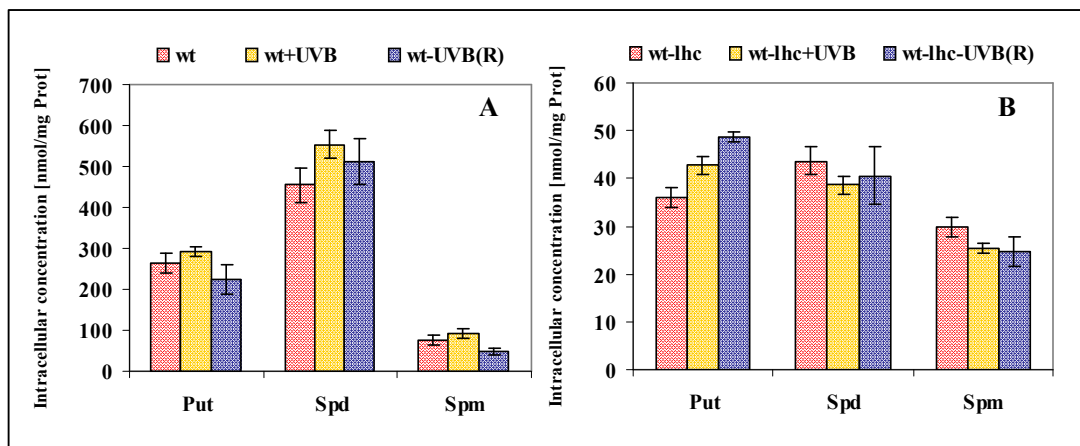 wt wt+UVB wt-UVB(R)
Intracellular concentration [nmol/mg Prot]
A
700
600
500
400
300
200
100
0
Put Spd Spm
wt-lhc wt-lhc+UVB wt-lhc-UVB(R)
Intracellular concentration [nmol/mg Prot]
B
60
50
40
30
20
10
0
Put Spd Spm